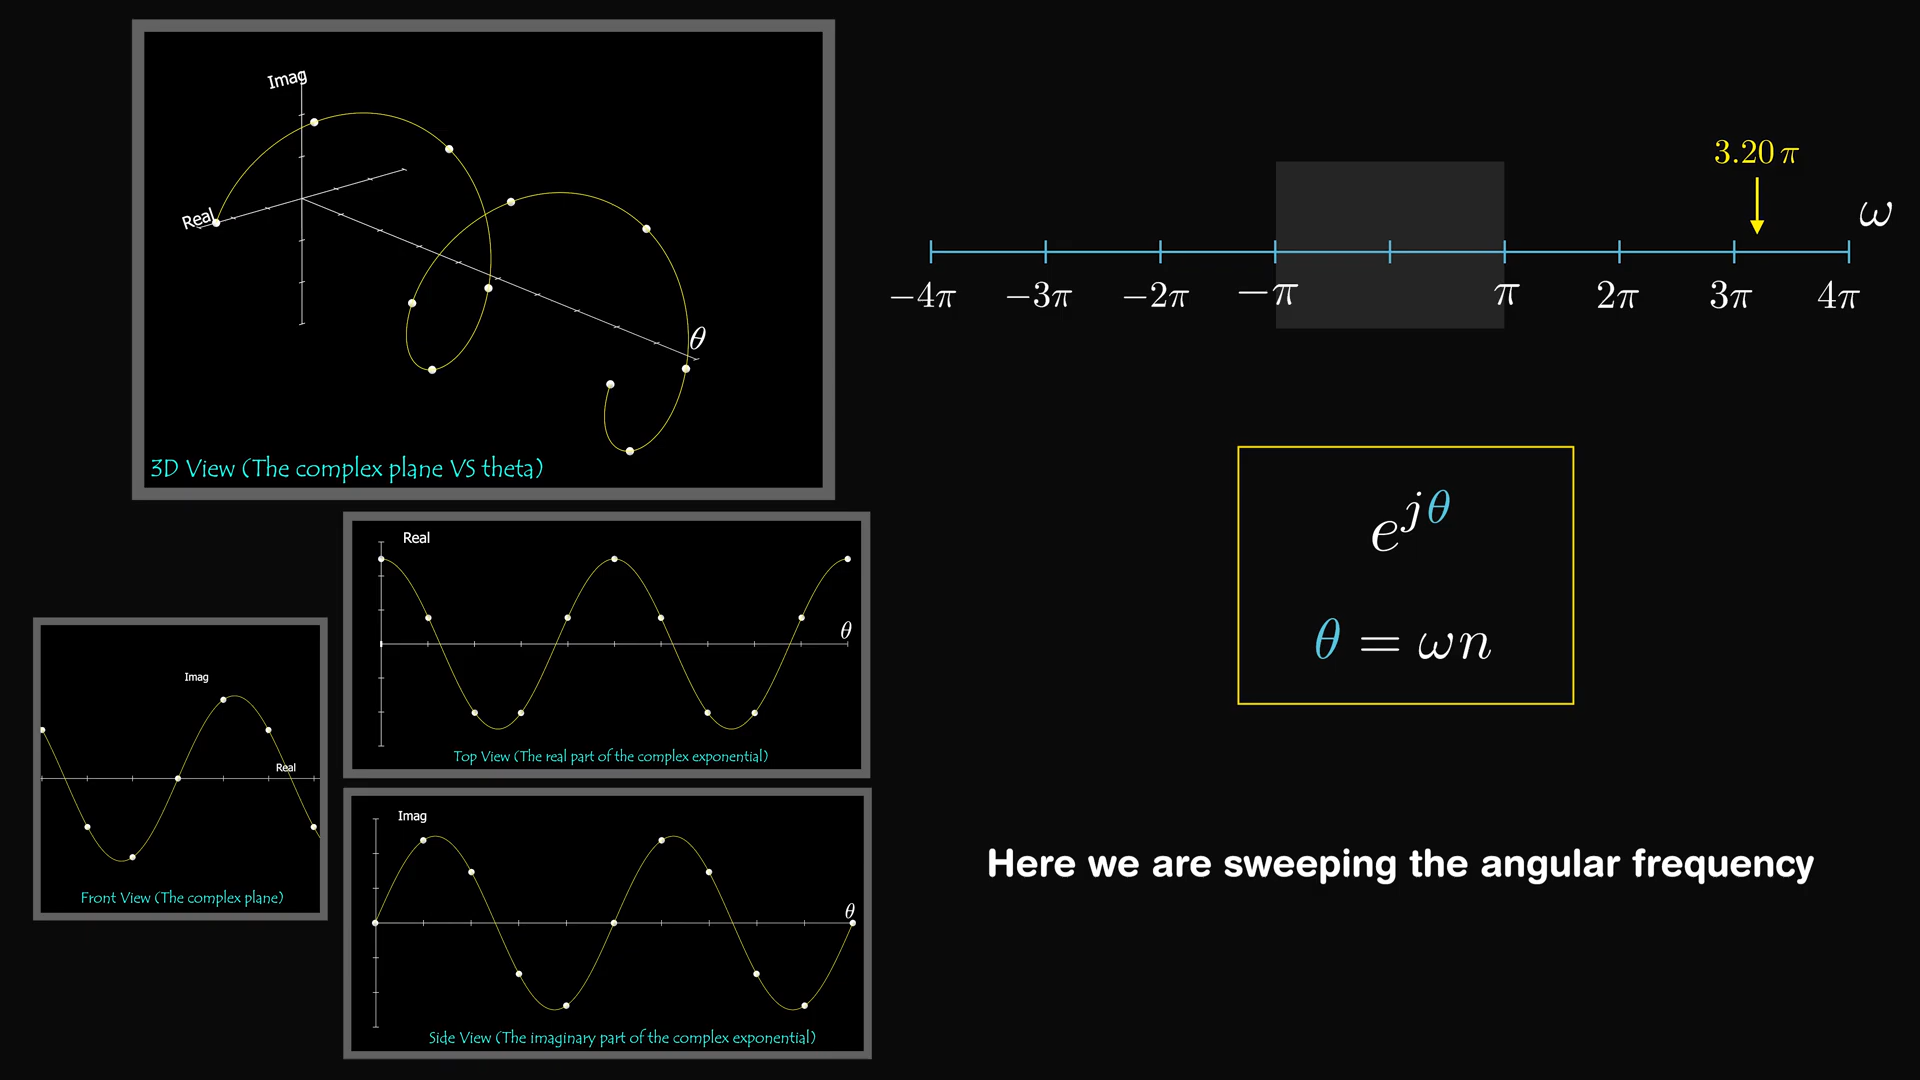 Imag
Real
θ
3D View (The complex plane VS theta)
3.20 π
ω
−4π −3π −2π −π π 2π 3π 4π
e^{jθ}
θ = ωn
Real
θ
Top View (The real part of the complex exponential)
Imag
Real
Front View (The complex plane)
Imag
θ
Side View (The imaginary part of the complex exponential)
Here we are sweeping the angular frequency